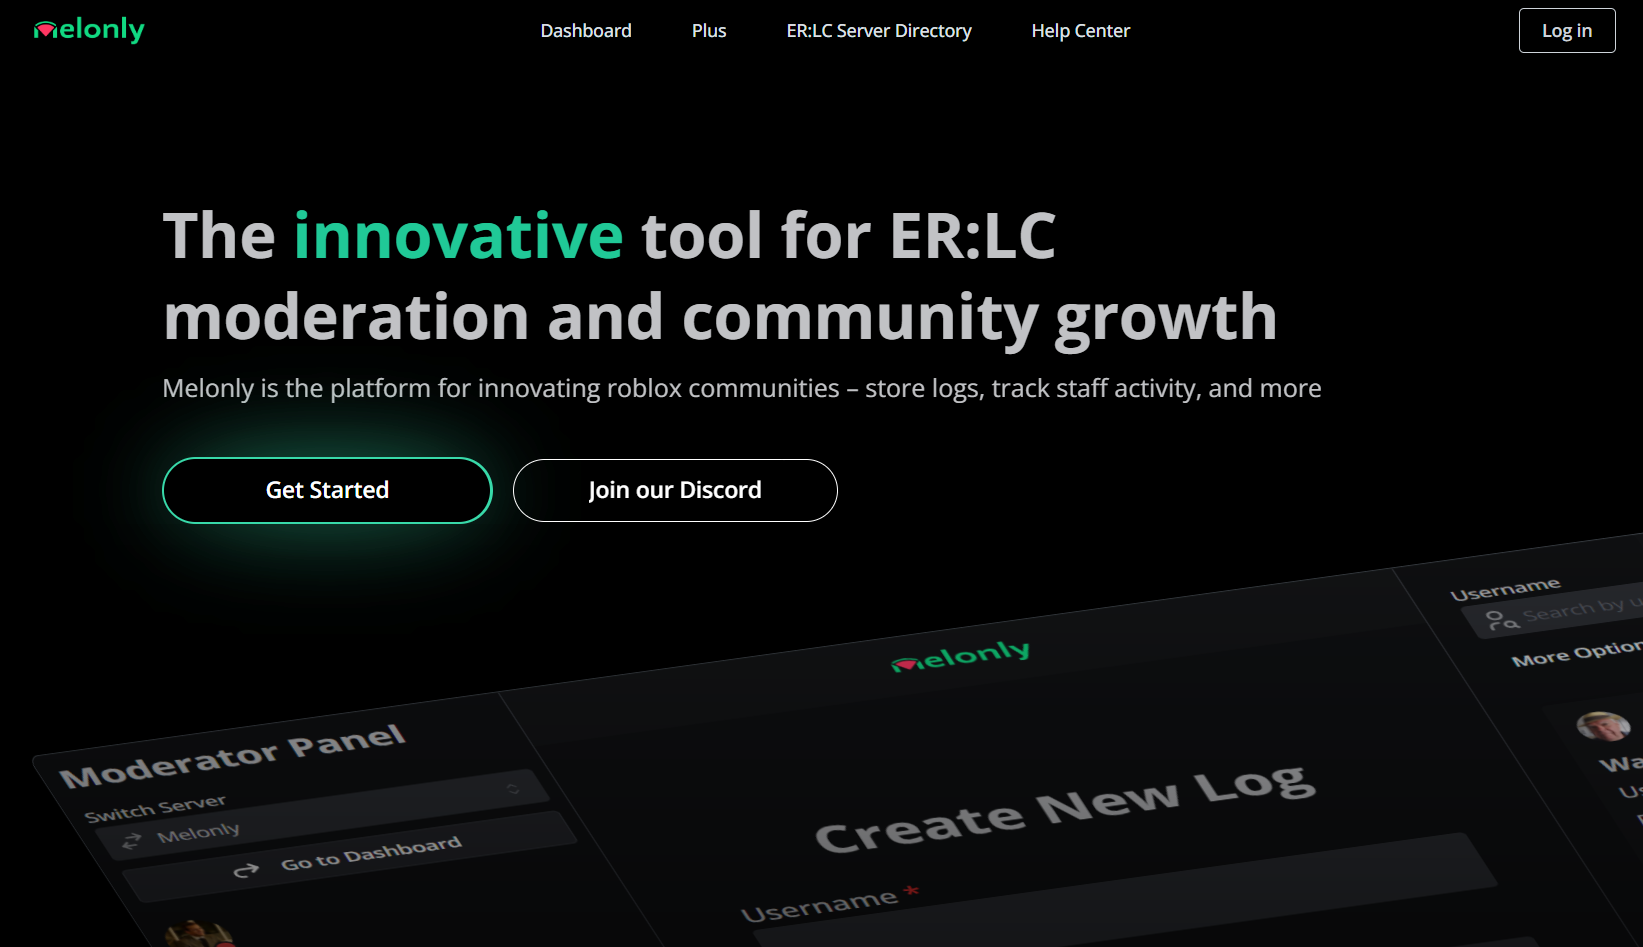 Melonly
Dashboard
Plus
ER:LC Server Directory
Help Center
Log in
The innovative tool for ER:LC
moderation and community growth
Melonly is the platform for innovating roblox communities – store logs, track staff activity, and more
Get Started
Join our Discord
Moderator Panel
Switch Server
Melonly
Go to Dashboard
Melonly
Create New Log
Username *
Username
Search by
More Option